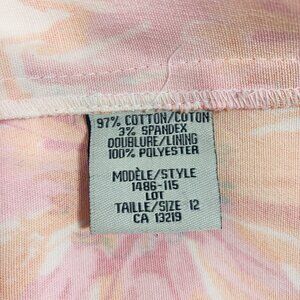 97% COTTON/COTON
3% SPANDEX
DOUBLURE/LINING
100% POLYESTER
MODÈLE/STYLE
1486-115
LOT
TAILLE/SIZE 12
CA 13219